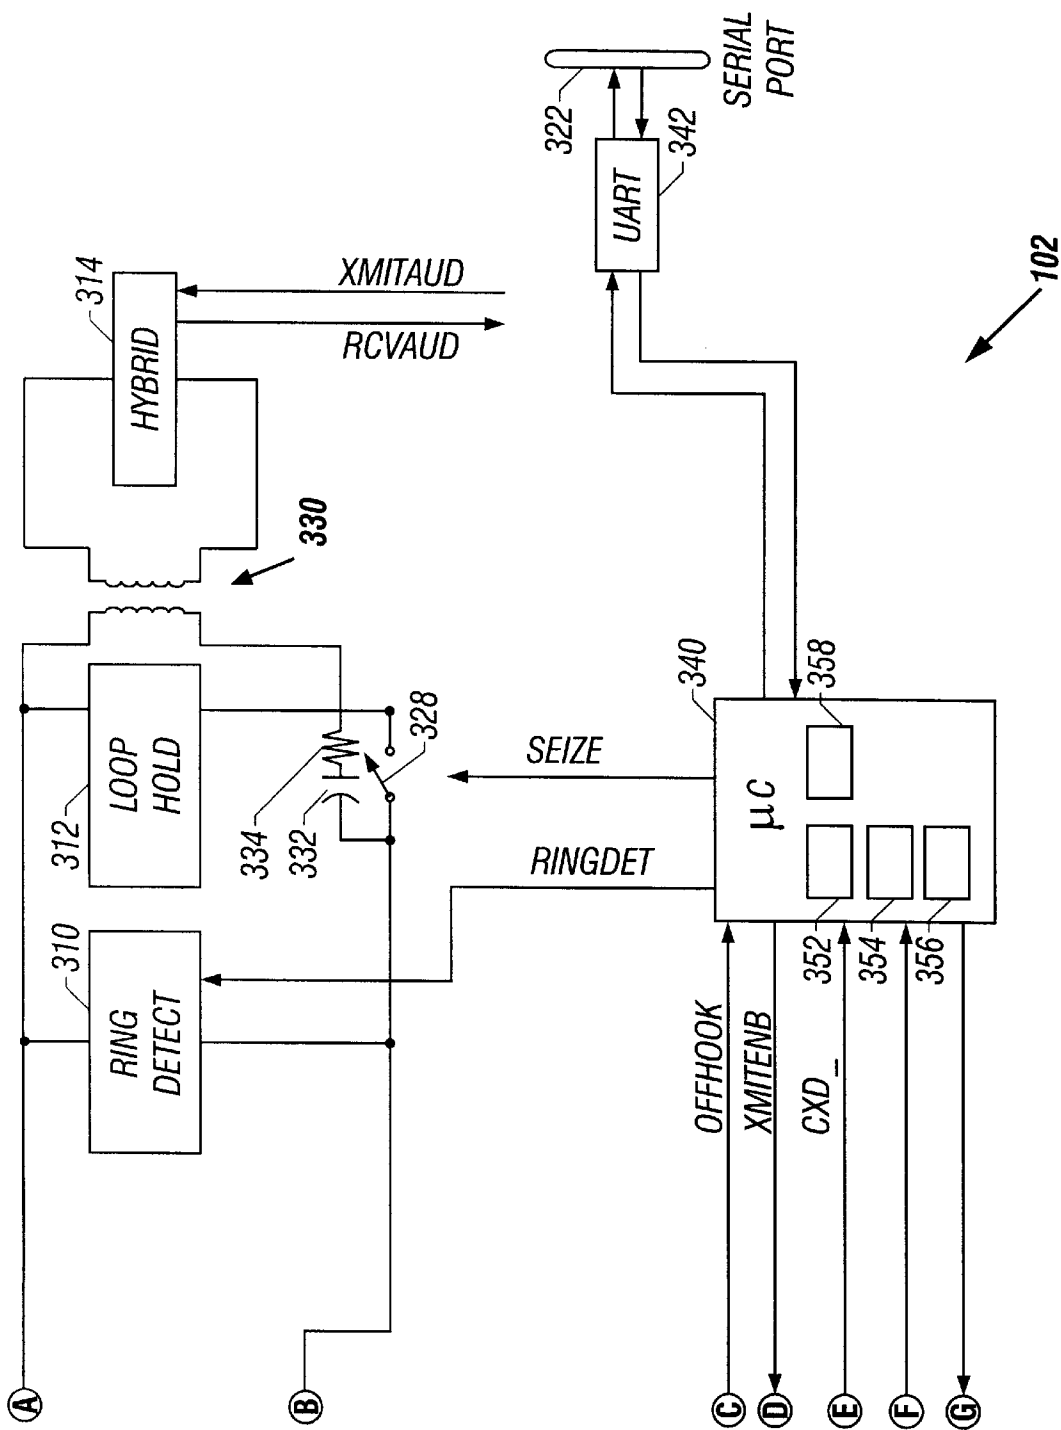 A
B
310
RING
DETECT
312
LOOP
HOLD
334
332
328
330
314
HYBRID
XMITAUD
RCVAUD
RINGDET
SEIZE
322
SERIAL
PORT
UART
342
C
D
E
F
G
OFFHOOK
XMITENB
CXD_
340
µC
352
354
356
358
102